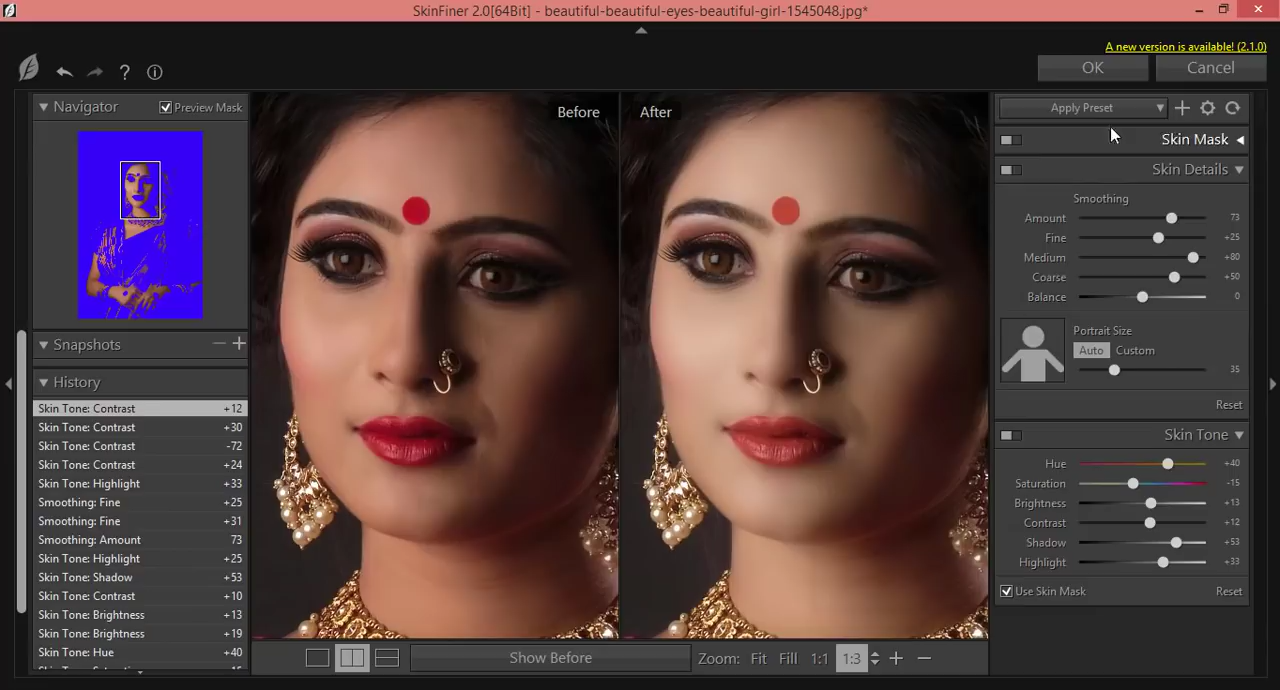 SkinFiner 2.0[64Bit] - beautiful-beautiful-eyes-beautiful-girl-1545048.jpg*
A new version is available! (2.1.0)
OK Cancel
Navigator Preview Mask
Before After
Apply Preset
Skin Mask
Skin Details
Smoothing
Amount 73
Fine +25
Medium +80
Coarse +50
Balance 0
Portrait Size
Auto Custom
35
Reset
Skin Tone
Hue +40
Saturation -15
Brightness +13
Contrast +12
Shadow +53
Highlight +33
Use Skin Mask Reset
Snapshots
History
Skin Tone: Contrast +12
Skin Tone: Contrast +30
Skin Tone: Contrast -72
Skin Tone: Contrast +24
Skin Tone: Highlight +33
Smoothing: Fine +25
Smoothing: Fine +31
Smoothing: Amount 73
Skin Tone: Highlight +25
Skin Tone: Shadow +53
Skin Tone: Contrast +10
Skin Tone: Brightness +13
Skin Tone: Brightness +19
Skin Tone: Hue +40
Show Before
Zoom: Fit Fill 1:1 1:3